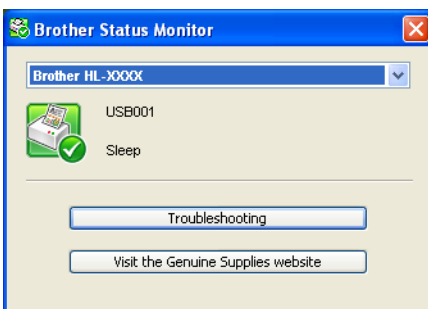 Brother Status Monitor
Brother HL-XXXX
USB001
Sleep
Troubleshooting
Visit the Genuine Supplies website